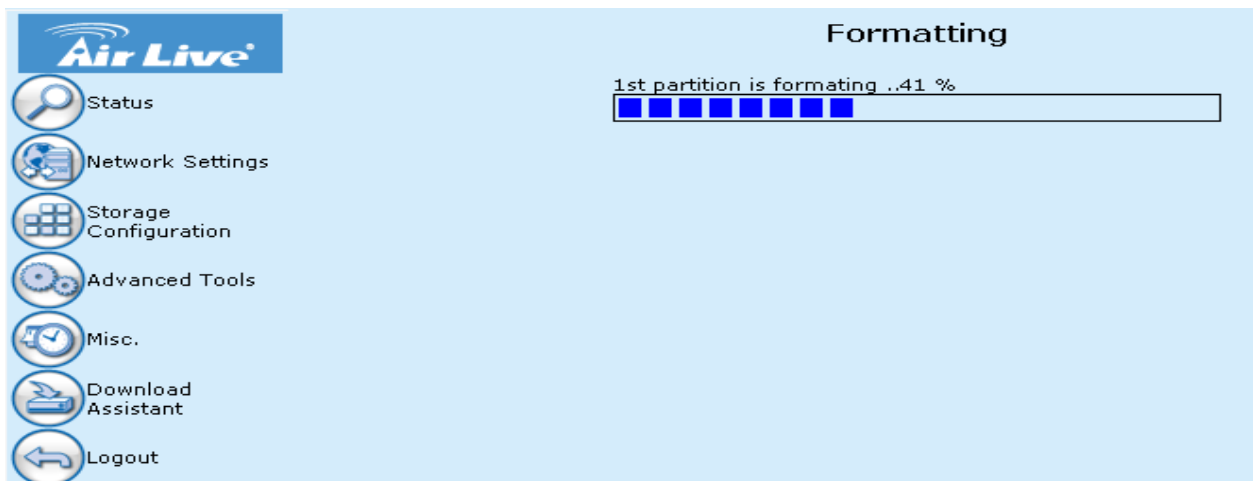 Air Live
Formatting
1st partition is formating ..41 %
Status
Network Settings
Storage
Configuration
Advanced Tools
Misc.
Download
Assistant
Logout